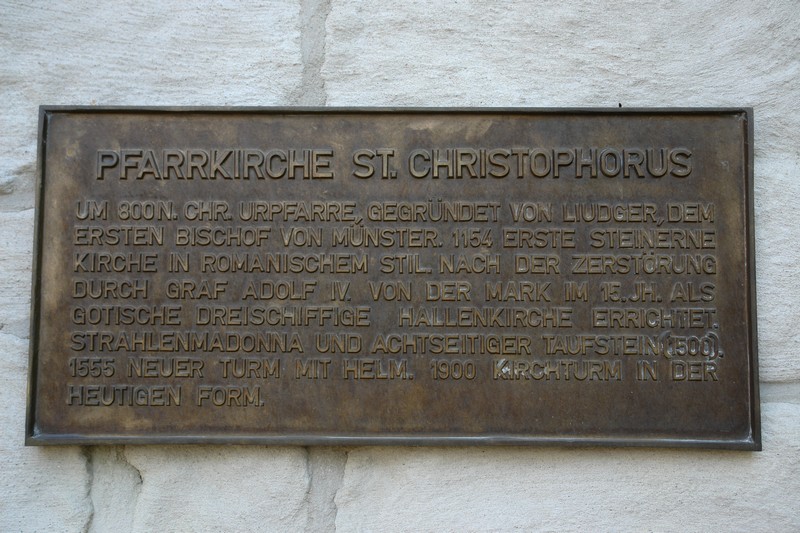 PFARRKIRCHE ST. CHRISTOPHORUS
UM 800 N. CHR. URPFARRE, GEGRÜNDET VON LIUDGER, DEM
ERSTEN BISCHOF VON MÜNSTER. 1154 ERSTE STEINERNE
KIRCHE IN ROMANISCHEM STIL. NACH DER ZERSTÖRUNG
DURCH GRAF ADOLF IV. VON DER MARK IM 15. JH. ALS
GOTISCHE DREISCHIFFIGE HALLENKIRCHE ERRICHTET.
STRAHLENMADONNA UND ACHTSEITIGER TAUFSTEIN (1500).
1555 NEUER TURM MIT HELM. 1900 KIRCHTURM IN DER
HEUTIGEN FORM.